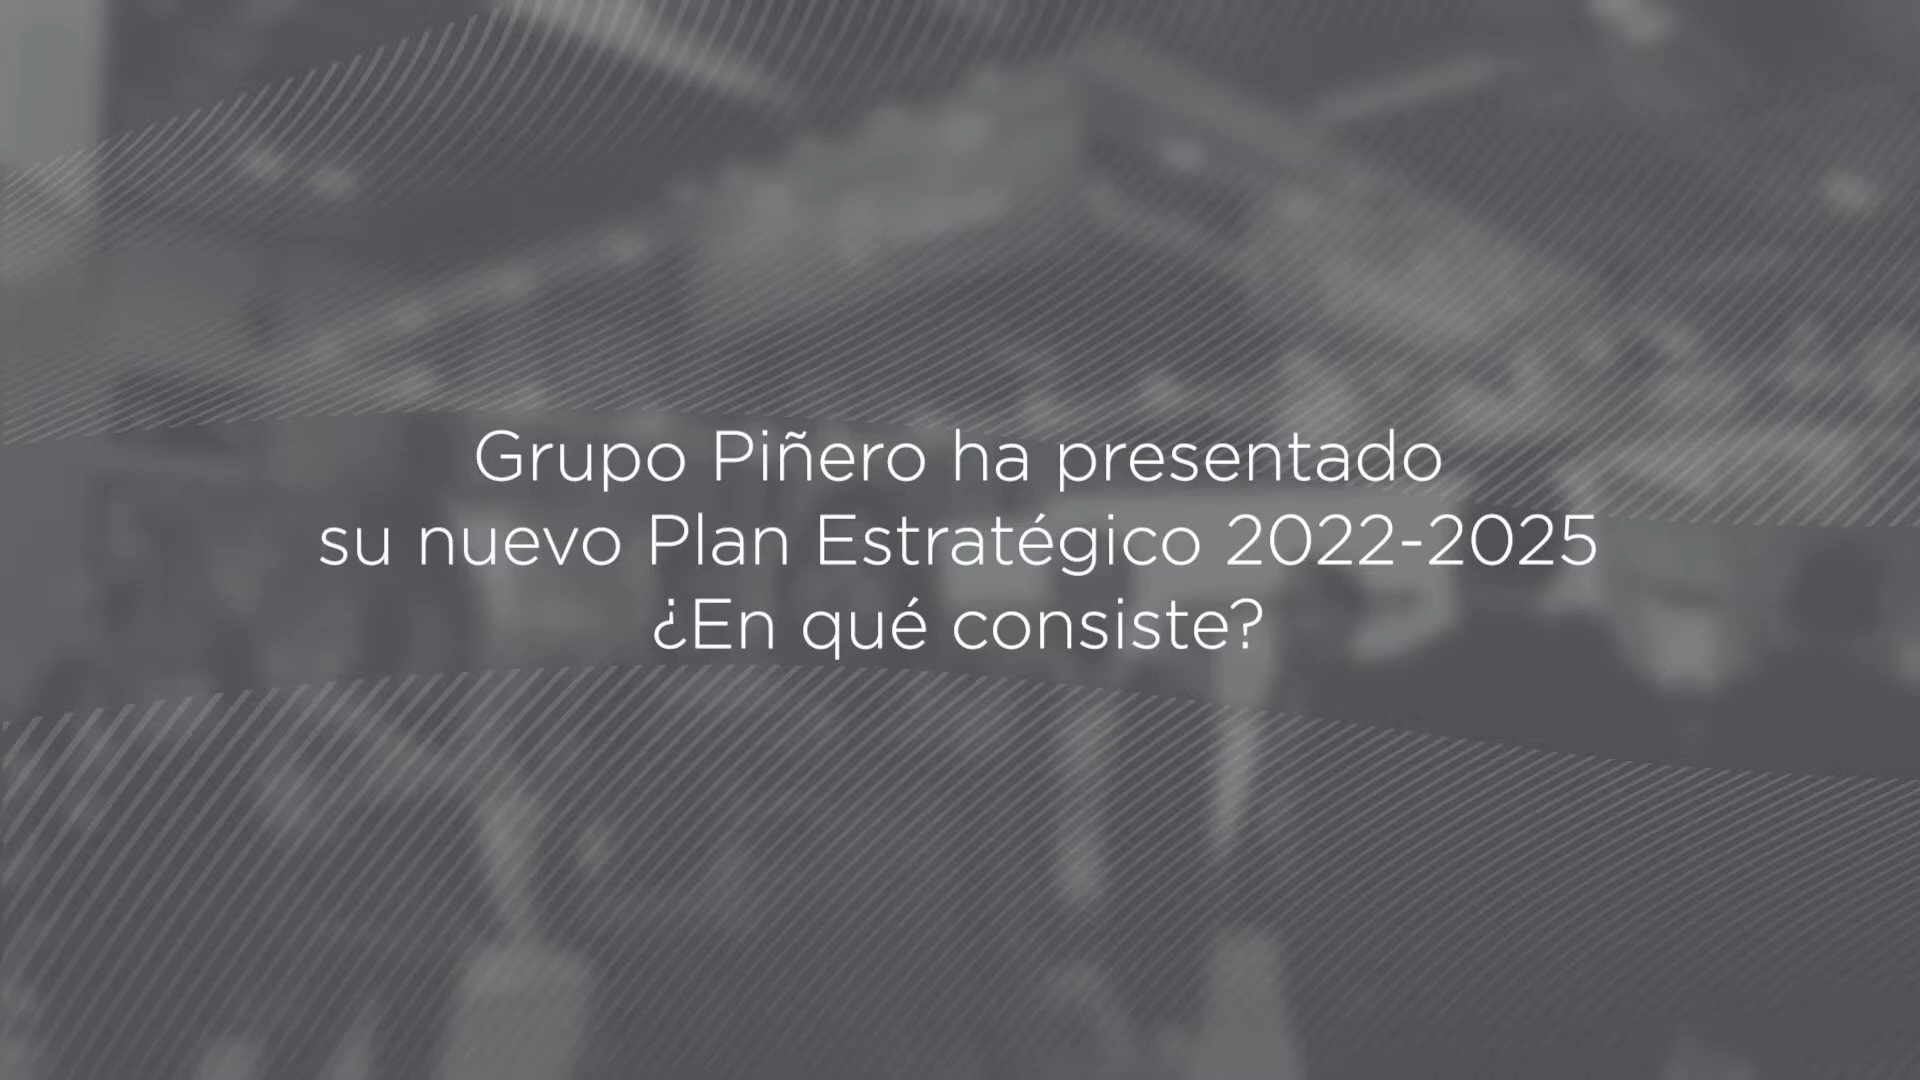 Grupo Piñero ha presentado
su nuevo Plan Estratégico 2022-2025
¿En qué consiste?